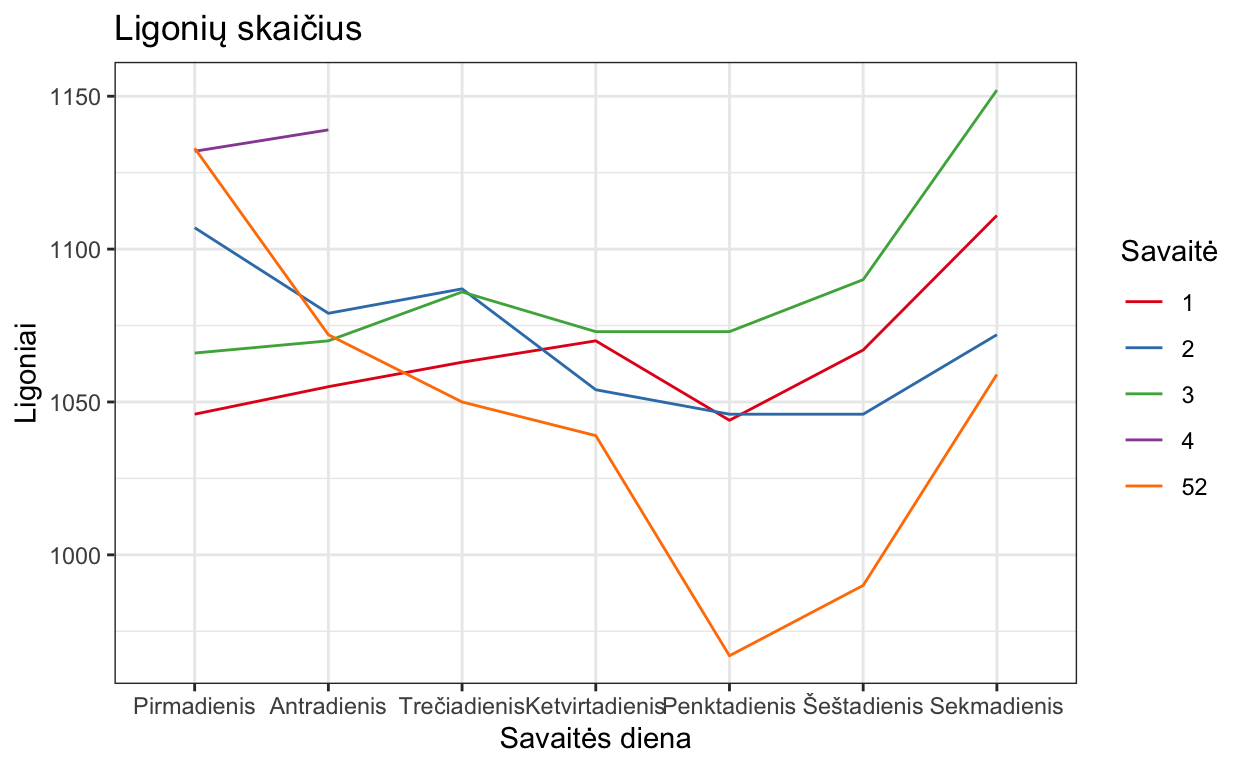 Ligonių skaičius
Ligoniai
1150
1100
1050
1000
Pirmadienis Antradienis Trečiadienis Ketvirtadienis Penktadienis Šeštadienis Sekmadienis
Savaitės diena
Savaitė
1
2
3
4
52